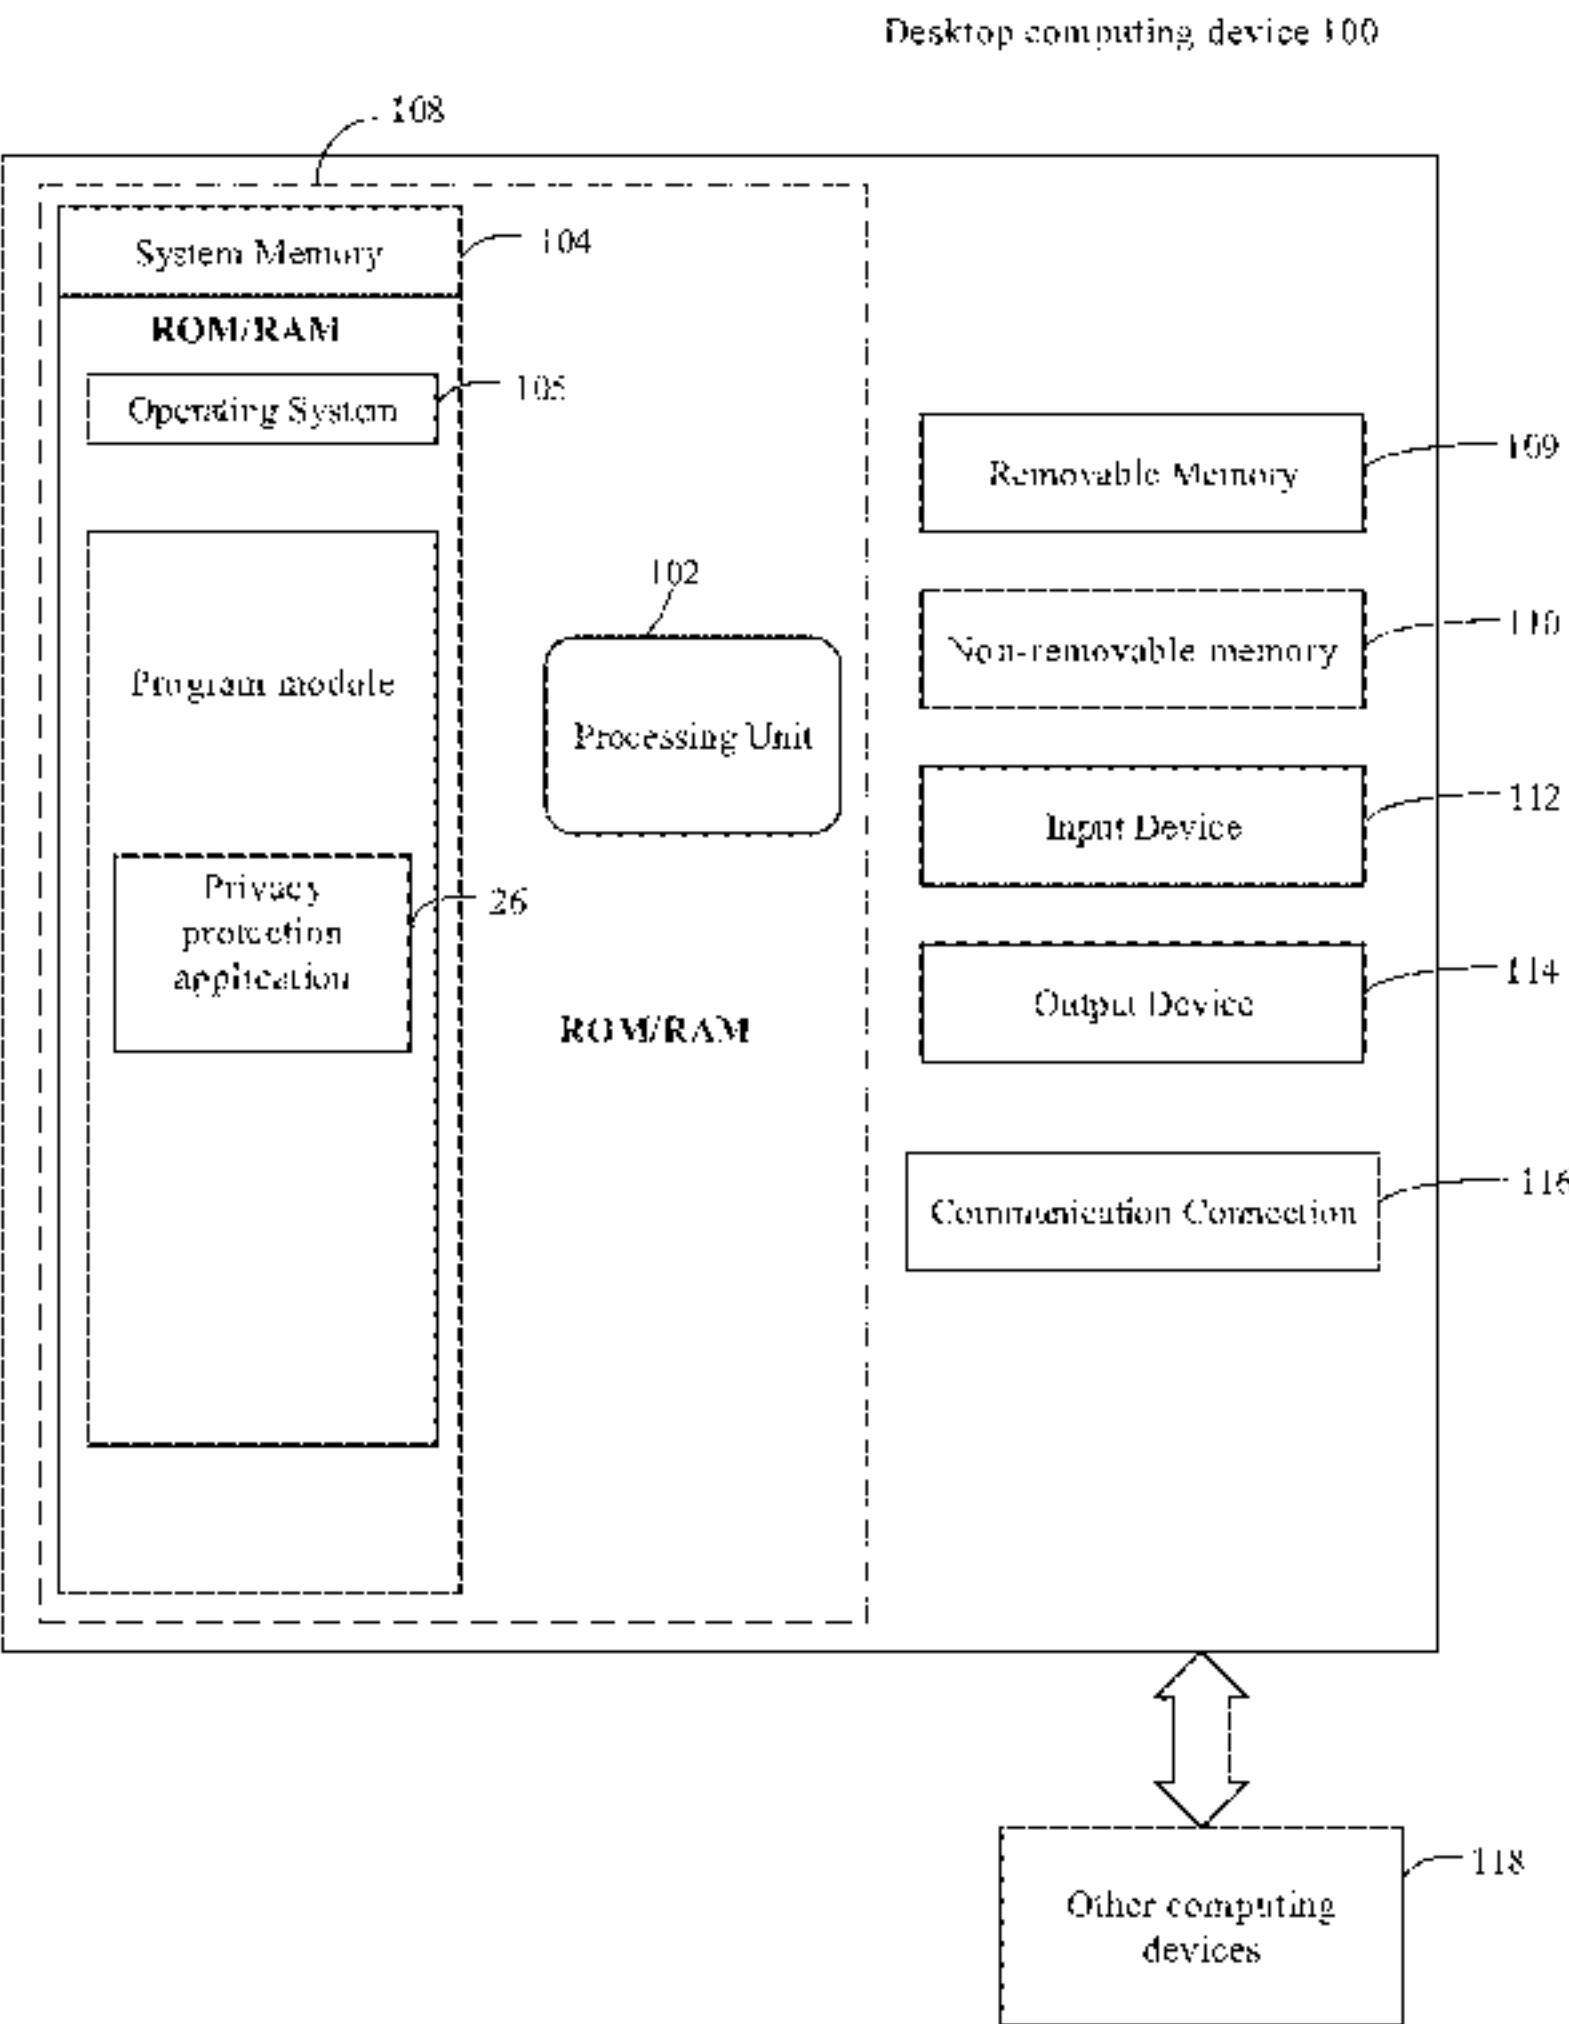 Desktop computing device 100
108
System Memory
104
ROM/RAM
Operating System
105
Removable Memory
109
102
Non-removable memory
110
Program module
Processing Unit
Input Device
112
Privacy
protection
application
26
Output Device
114
ROM/RAM
Communication Connection
116
Other computing
devices
118